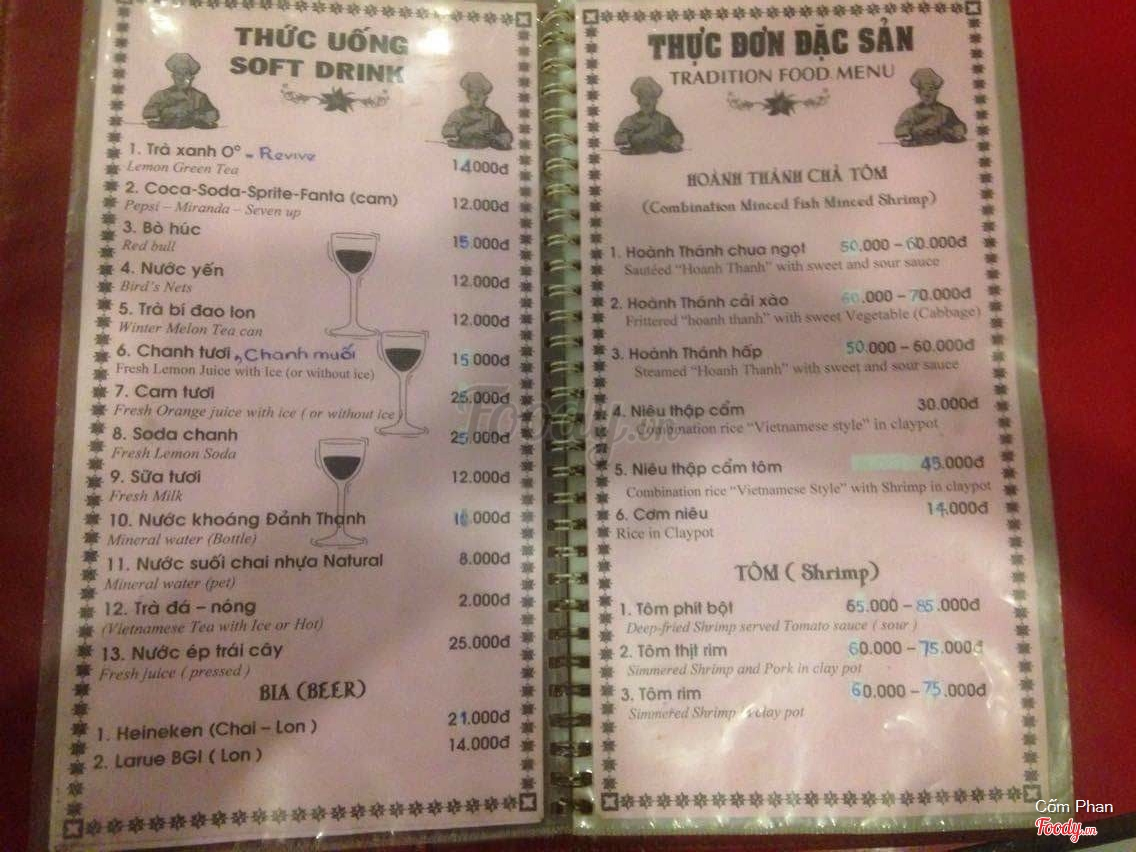 THỨC UỐNG
SOFT DRINK
1. Trà xanh O° - Revive 14.000đ
Lemon Green Tea
2. Coca-Soda-Sprite-Fanta (cam) 12.000đ
Pepsi – Miranda – Seven up
3. Bò húc 15.000đ
Red bull
4. Nước yến 12.000đ
Bird's Nets
5. Trà bí đao lon 12.000đ
Winter Melon Tea can
6. Chanh tươi, Chanh muối 15.000đ
Fresh Lemon Juice with Ice (or without ice)
7. Cam tươi 25.000đ
Fresh Orange juice with ice ( or without Ice )
8. Soda chanh 25.000đ
Fresh Lemon Soda
9. Sữa tươi 12.000đ
Fresh Milk
10. Nước khoáng Đảnh Thạnh .000đ
Mineral water (Bottle)
11. Nước suối chai nhựa Natural 8.000đ
Mineral water (pet)
12. Trà đá – nóng 2.000đ
(Vietnamese Tea with Ice or Hot)
13. Nước ép trái cây 25.000đ
Fresh juice ( pressed )
BIA (BEER)
1. Heineken (Chai – Lon ) 21.000đ
2. Larue BGI ( Lon ) 14.000đ
THỰC ĐƠN ĐẶC SẢN
TRADITION FOOD MENU
HOÀNH THÁNH CHẢ TÔM
(Combination Minced Fish Minced Shrimp)
1. Hoành Thánh chua ngọt 50.000 – 60.000đ
Sautéed "Hoanh Thanh" with sweet and sour sauce
2. Hoành Thánh cải xào 60.000 – 70.000đ
Frittered "hoanh thanh" with sweet Vegetable (Cabbage)
3. Hoành Thánh hấp 50.000 – 60.000đ
Steamed "Hoanh Thanh" with sweet and sour sauce
4. Niêu thập cẩm 30.000đ
Combination rice "Vietnamese style" in claypot
5. Niêu thập cẩm tôm 45.000đ
Combination rice "Vietnamese Style" with Shrimp in claypot
6. Cơm niêu 14.000đ
Rice in Claypot
TÔM ( Shrimp)
1. Tôm phít bột 65.000 – 85.000đ
Deep-fried Shrimp served Tomato sauce ( sour )
2. Tôm thịt rim 60.000 – 75.000đ
Simmered Shrimp and Pork in clay pot
3. Tôm rim 60.000 – 75.000đ
Simmered Shrimp in clay pot
Foody.vn
Cốm Phan
Foody.vn